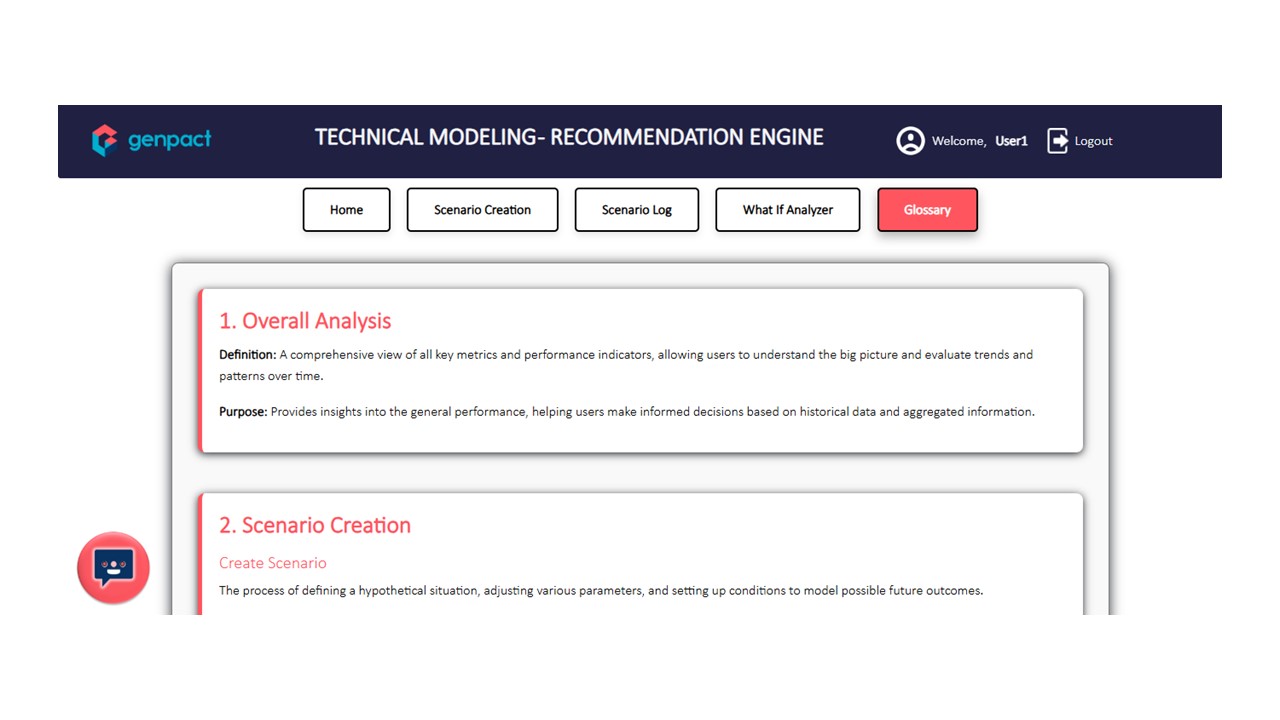 genpact
TECHNICAL MODELING- RECOMMENDATION ENGINE
Welcome, User1
Logout
Home
Scenario Creation
Scenario Log
What If Analyzer
Glossary
1. Overall Analysis
Definition: A comprehensive view of all key metrics and performance indicators, allowing users to understand the big picture and evaluate trends and
patterns over time.
Purpose: Provides insights into the general performance, helping users make informed decisions based on historical data and aggregated information.
2. Scenario Creation
Create Scenario
The process of defining a hypothetical situation, adjusting various parameters, and setting up conditions to model possible future outcomes.